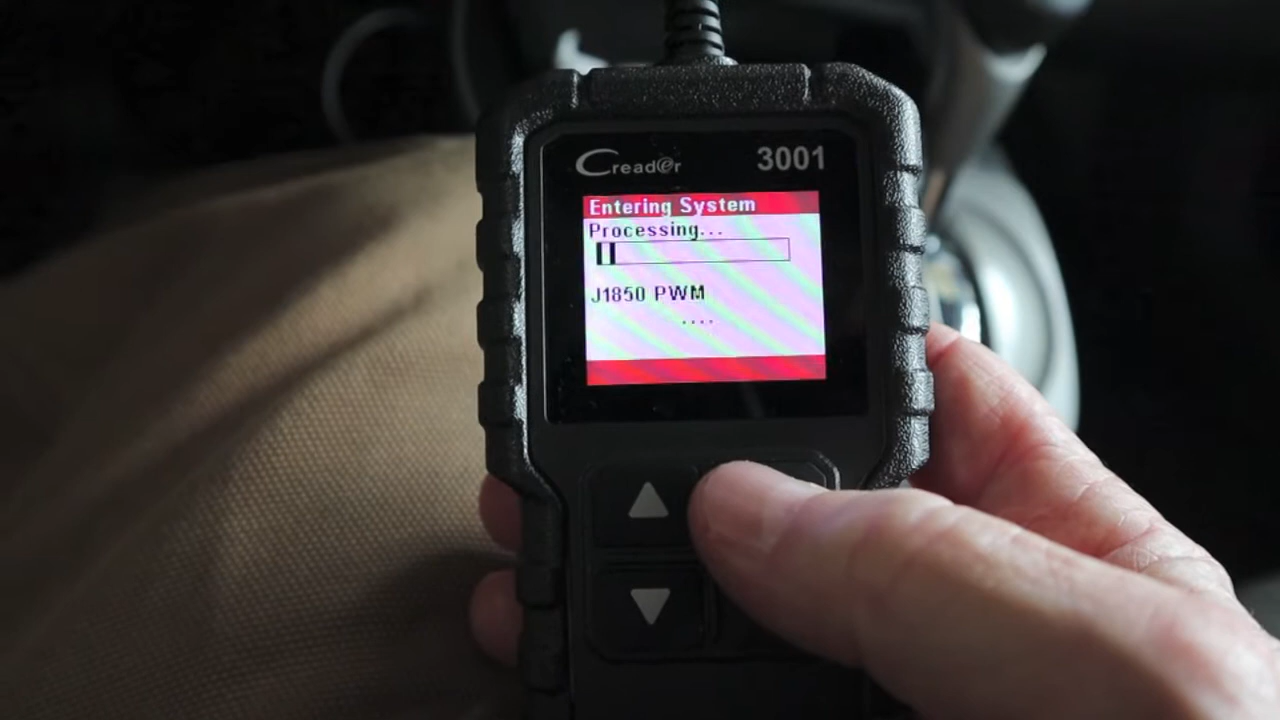 Creader
3001
Entering System
Processing...
J1850 PWM
....